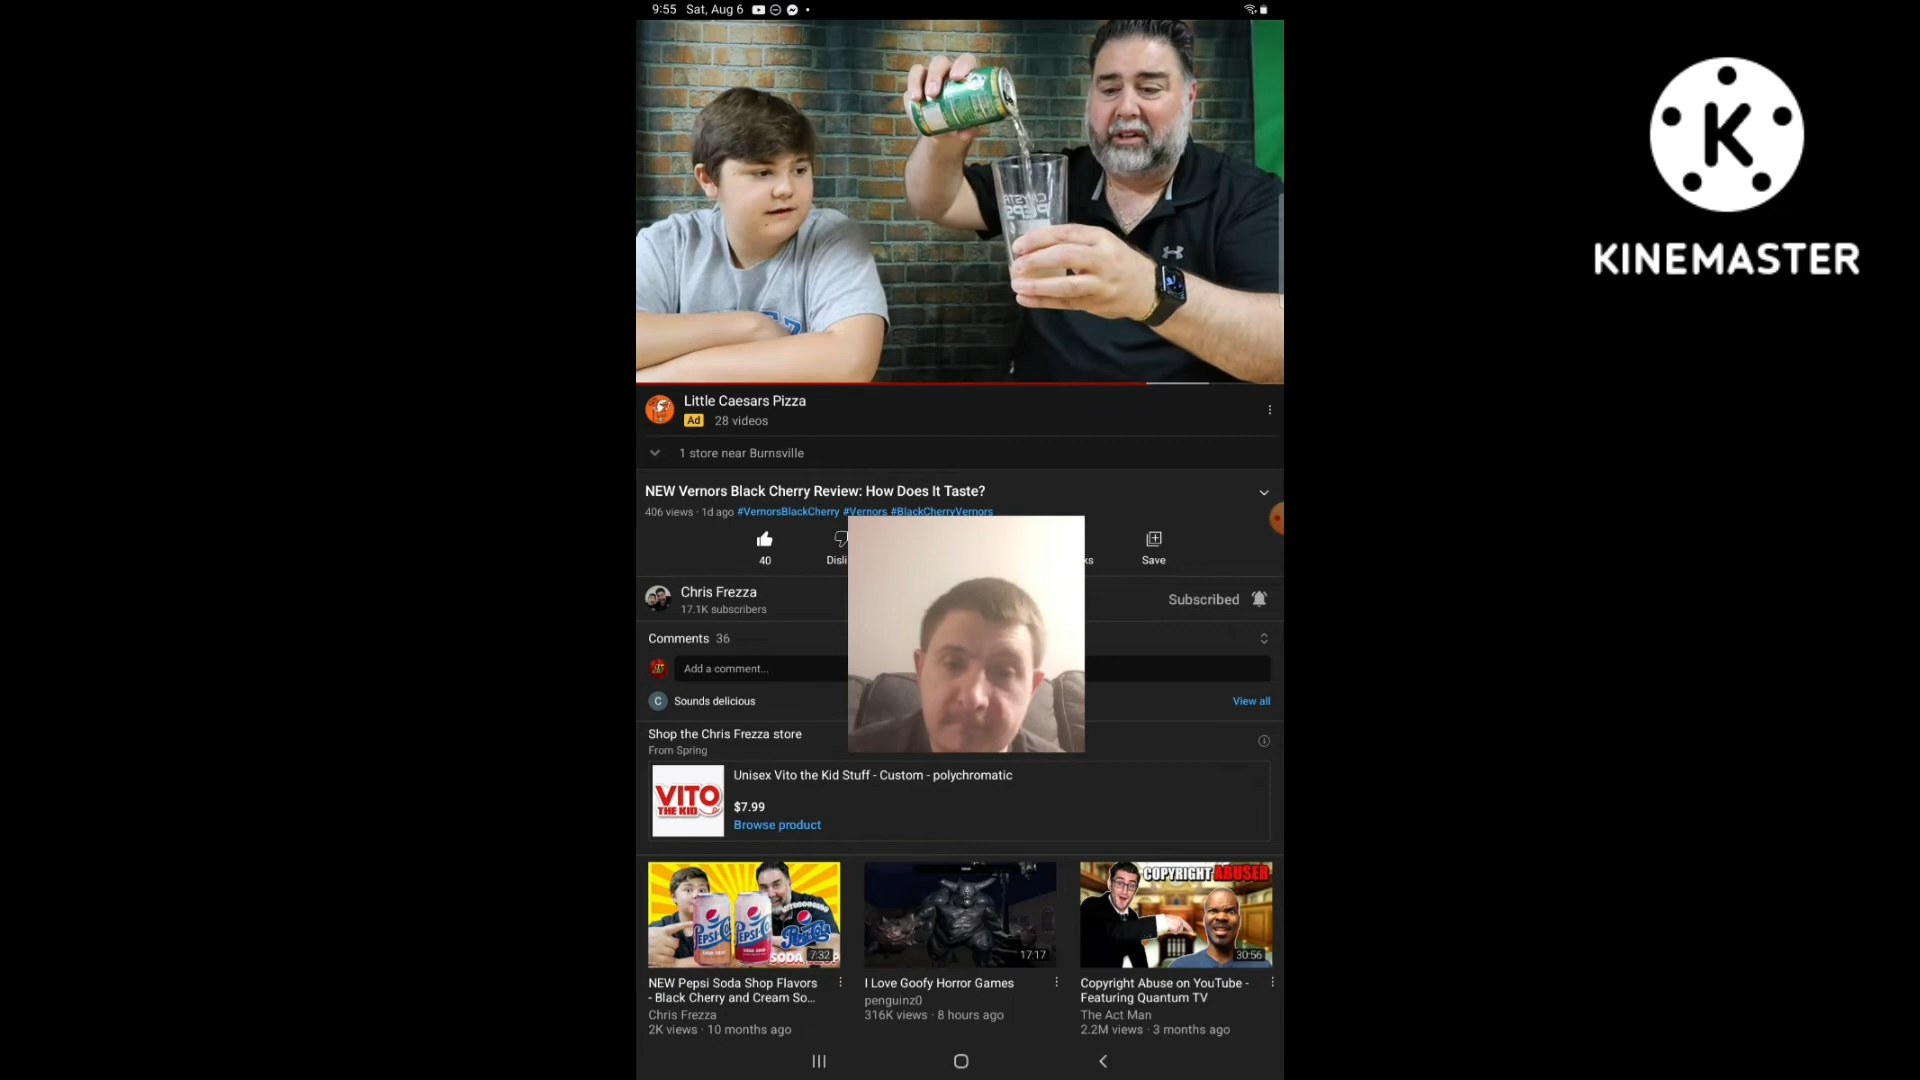 9:55 Sat, Aug 6
KINEMASTER
Little Caesars Pizza
Ad 28 videos
1 store near Burnsville
NEW Vernors Black Cherry Review: How Does It Taste?
406 views · 1d ago #VernorsBlackCherry #Vernors #BlackCherryVernors
40
Disli
ks
Save
Chris Frezza
17.1K subscribers
Subscribed
Comments 36
Add a comment...
C Sounds delicious
View all
Shop the Chris Frezza store
From Spring
VITO
THE KID
Unisex Vito the Kid Stuff - Custom - polychromatic
$7.99
Browse product
7:32
17:17
COPYRIGHT ABUSER
30:56
NEW Pepsi Soda Shop Flavors
- Black Cherry and Cream So...
Chris Frezza
2K views · 10 months ago
I Love Goofy Horror Games
penguinz0
316K views · 8 hours ago
Copyright Abuse on YouTube -
Featuring Quantum TV
The Act Man
2.2M views · 3 months ago